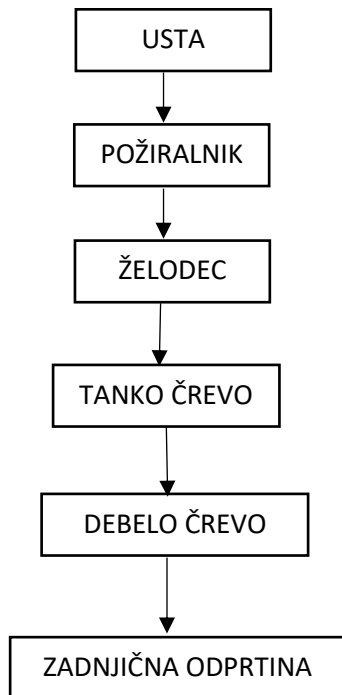 USTA
POŽIRALNIK
ŽELODEC
TANKO ČREVO
DEBELO ČREVO
ZADNJIČNA ODPRTINA